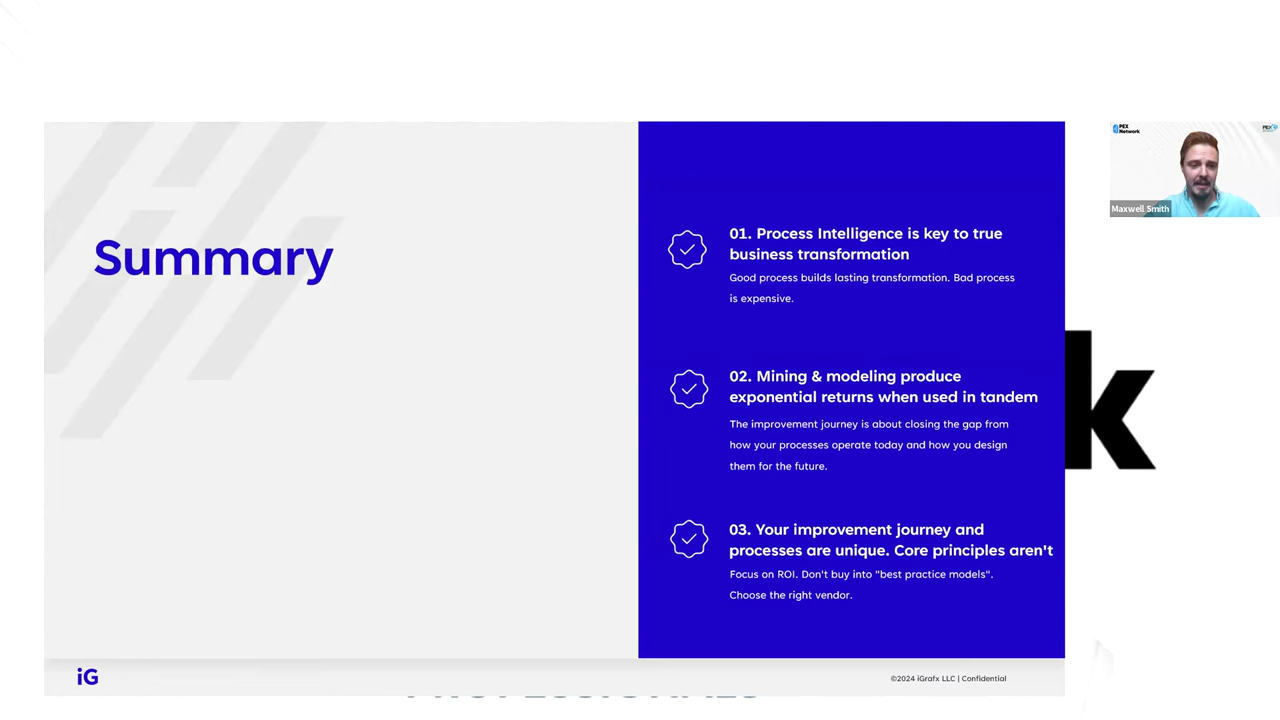 PEX
Network
PEX
Maxwell Smith
Summary
01. Process Intelligence is key to true
business transformation
Good process builds lasting transformation. Bad process
is expensive.
02. Mining & modeling produce
exponential returns when used in tandem
The improvement journey is about closing the gap from
how your processes operate today and how you design
them for the future.
03. Your improvement journey and
processes are unique. Core principles aren't
Focus on ROI. Don't buy into "best practice models".
Choose the right vendor.
k
iG
©2024 iGrafx LLC | Confidential